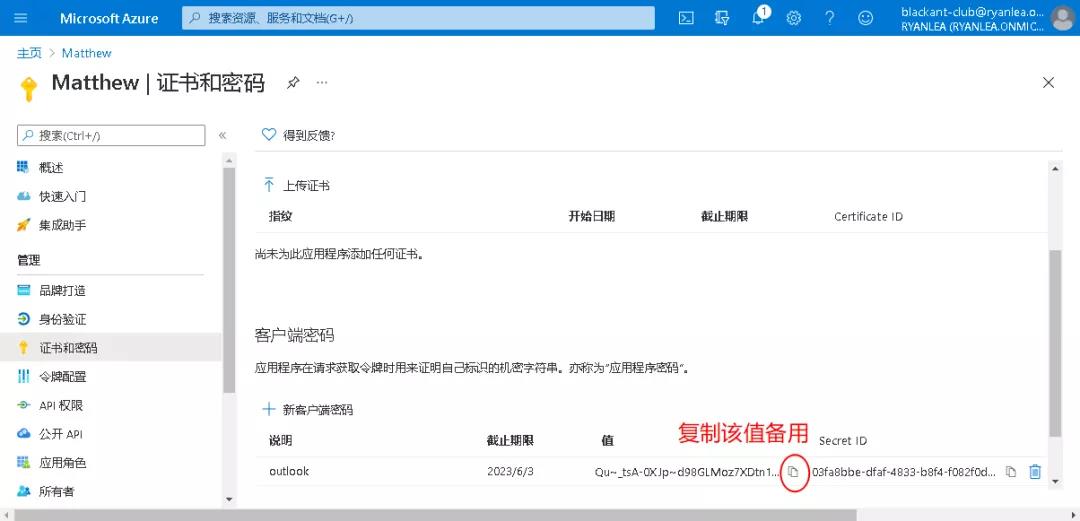 Microsoft Azure
搜索资源、服务和文档(G+/)
1
blackant-club@ryanlea.o...
RYANLEA (RYANLEA.ONMIC...
主页 > Matthew
Matthew | 证书和密码
搜索(Ctrl+/)
得到反馈?
概述
快速入门
集成助手
管理
品牌打造
身份验证
证书和密码
令牌配置
API 权限
公开 API
应用角色
所有者
上传证书
指纹 开始日期 截止期限 Certificate ID
尚未为此应用程序添加任何证书。
客户端密码
应用程序在请求获取令牌时用来证明自己标识的机密字符串。亦称为"应用程序密码"。
新客户端密码
复制该值备用
说明 截止期限 值 Secret ID
outlook 2023/6/3 Qu~_tsA-0XJp~d98GLMoz7XDtn1... 03fa8bbe-dfaf-4833-b8f4-f082f0d...